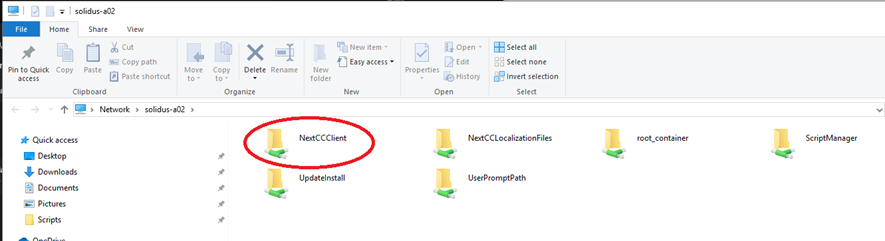 solidus-a02
File Home Share View
Pin to Quick access
Copy
Paste
Cut
Copy path
Paste shortcut
Clipboard
Move to
Copy to
Delete
Rename
Organize
New folder
New item
Easy access
New
Properties
Open
Edit
History
Open
Select all
Select none
Invert selection
Select
Network > solidus-a02
Quick access
Desktop
Downloads
Documents
Pictures
Scripts
OneDrive
NextCCClient NextCCLocalizationFiles root_container ScriptManager
UpdateInstall UserPromptPath